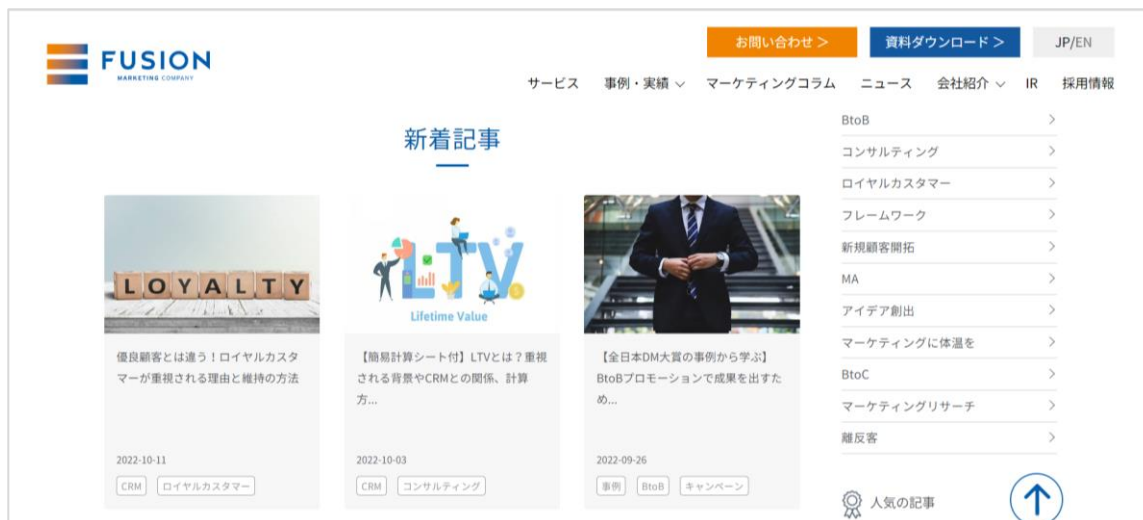 FUSION
MARKETING COMPANY
お問い合わせ >
資料ダウンロード >
JP/EN
サービス
事例・実績
マーケティングコラム
ニュース
会社紹介
IR
採用情報
新着記事
LOYALTY
優良顧客とは違う！ロイヤルカスタ
マーが重視される理由と維持の方法
2022-10-11
CRM
ロイヤルカスタマー
LTV
Lifetime Value
【簡易計算シート付】LTVとは？重視
される背景やCRMとの関係、計算
方...
2022-10-03
CRM
コンサルティング
【全日本DM大賞の事例から学ぶ】
BtoBプロモーションで成果を出すた
め...
2022-09-26
事例
BtoB
キャンペーン
BtoB
コンサルティング
ロイヤルカスタマー
フレームワーク
新規顧客開拓
MA
アイデア創出
マーケティングに体温を
BtoC
マーケティングリサーチ
離反客
人気の記事